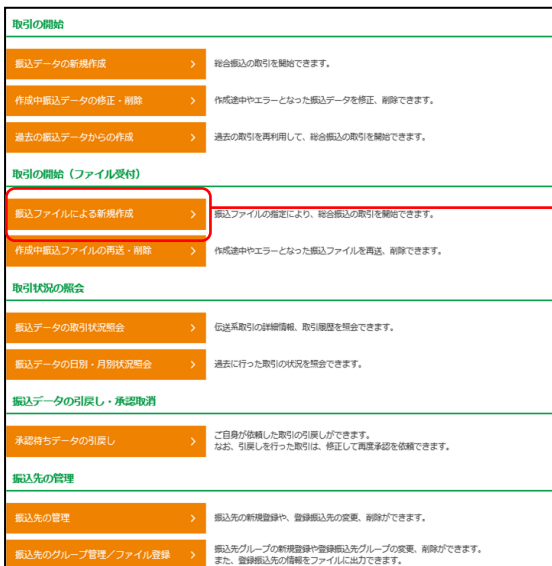 取引の開始
振込データの新規作成
総合振込の取引を開始できます。
作成中振込データの修正・削除
作成途中やエラーとなった振込データを修正、削除できます。
過去の振込データからの作成
過去の取引を再利用して、総合振込の取引を開始できます。
取引の開始（ファイル受付）
振込ファイルによる新規作成
振込ファイルの指定により、総合振込の取引を開始できます。
作成中振込ファイルの再送・削除
作成途中やエラーとなった振込ファイルを再送、削除できます。
取引状況の照会
振込データの取引状況照会
伝送系取引の詳細情報、取引履歴を照会できます。
振込データの日別・月別状況照会
過去に行った取引の状況を照会できます。
振込データの引戻し・承認取消
承認待ちデータの引戻し
ご自身が依頼した取引の引戻しができます。
なお、引戻しを行った取引は、修正して再度承認を依頼できます。
振込先の管理
振込先の管理
振込先の新規登録や、登録振込先の変更、削除ができます。
振込先のグループ管理／ファイル登録
振込先グループの新規登録や登録振込先グループの変更、削除ができます。
また、登録振込先の情報をファイルに出力できます。